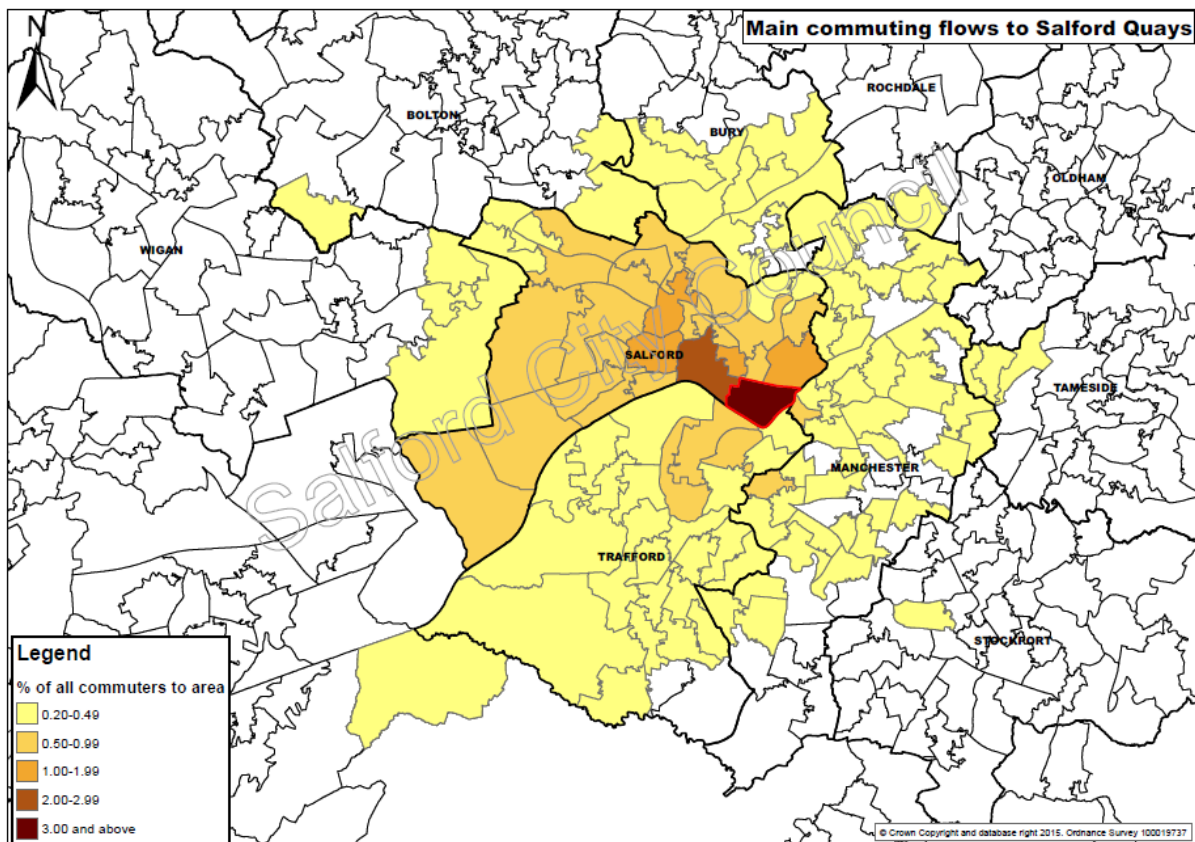 Main commuting flows to Salford Quays
N
ROCHDALE
BOLTON
BURY
OLDHAM
WIGAN
SALFORD
TAMESIDE
MANCHESTER
TRAFFORD
STOCKPORT
Salford City Council
Legend
% of all commuters to area
0.20-0.49
0.50-0.99
1.00-1.99
2.00-2.99
3.00 and above
© Crown Copyright and database right 2015. Ordnance Survey 100019737